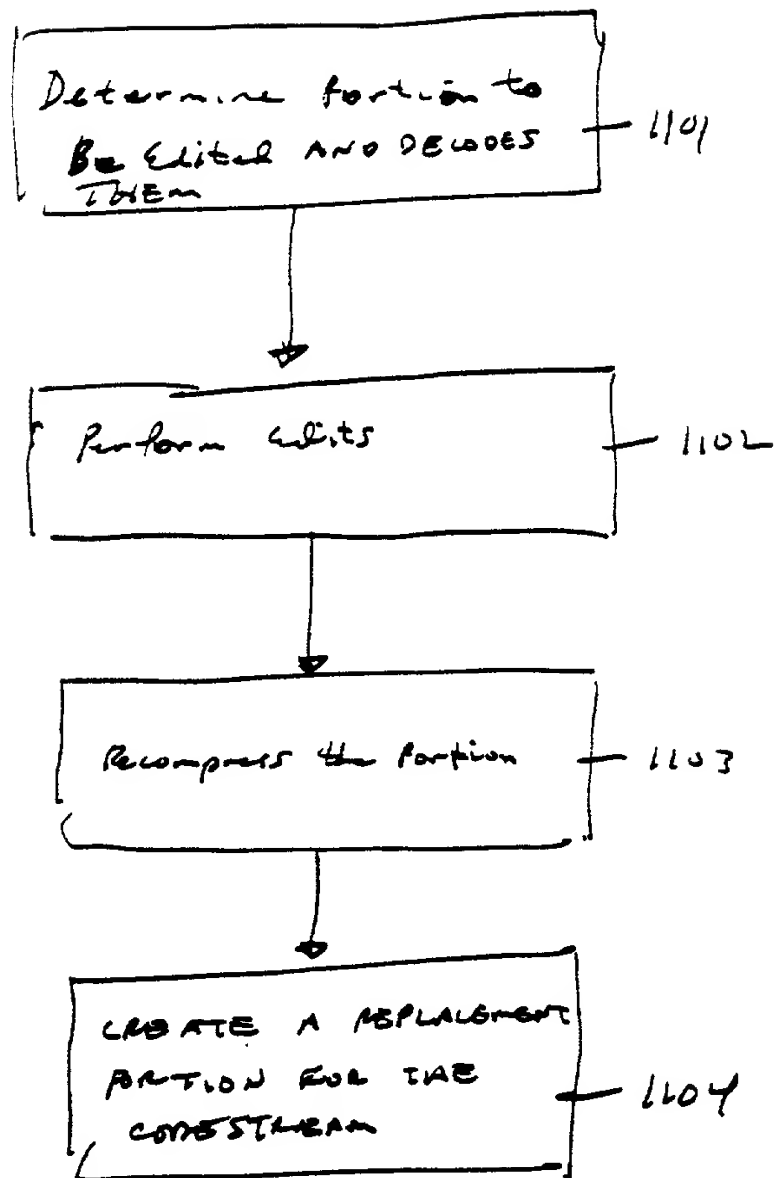 Determine Portion to
Be Edited AND DECODES
THEM
1101
Perform Edits
1102
Recompress the Portion
1103
CREATE A REPLACEMENT
PORTION FOR THE
CODESTREAM
1104